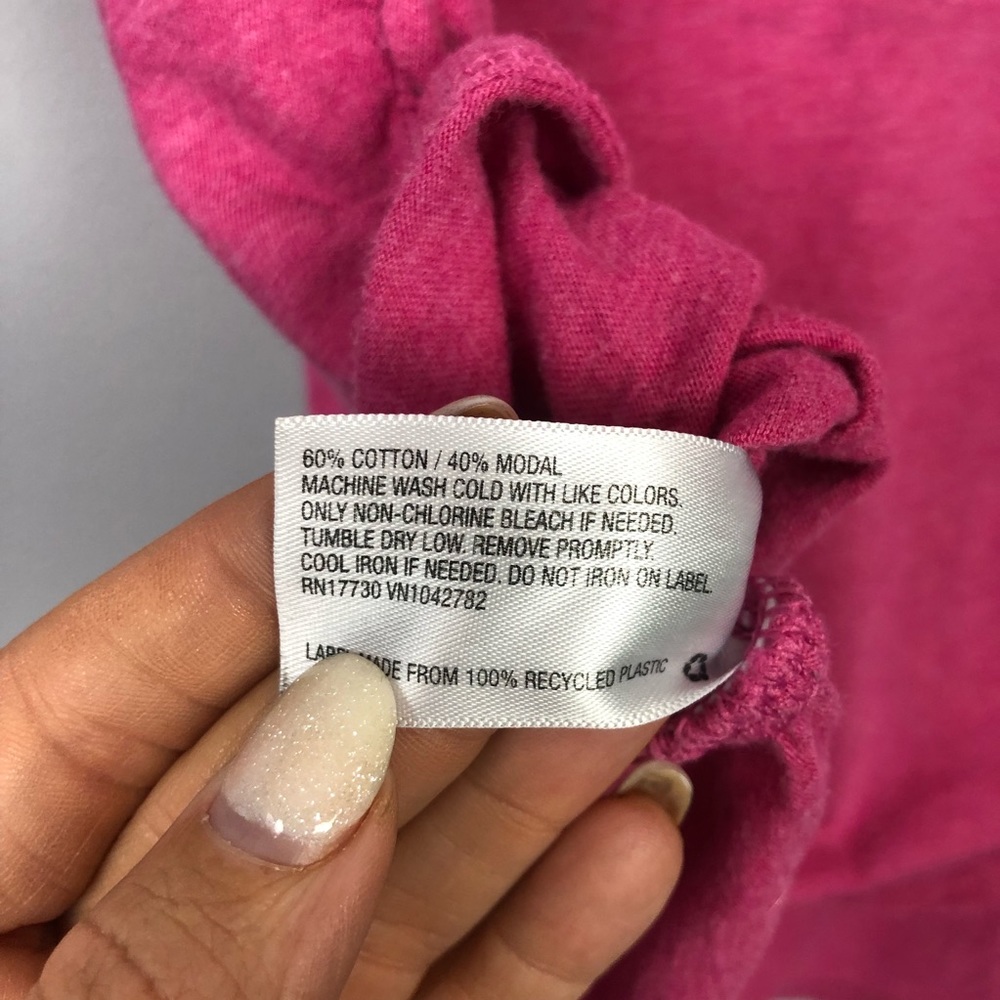 60% COTTON / 40% MODAL
MACHINE WASH COLD WITH LIKE COLORS.
ONLY NON-CHLORINE BLEACH IF NEEDED.
TUMBLE DRY LOW. REMOVE PROMPTLY.
COOL IRON IF NEEDED. DO NOT IRON ON LABEL.
RN17730 VN1042782
LABEL MADE FROM 100% RECYCLED PLASTIC